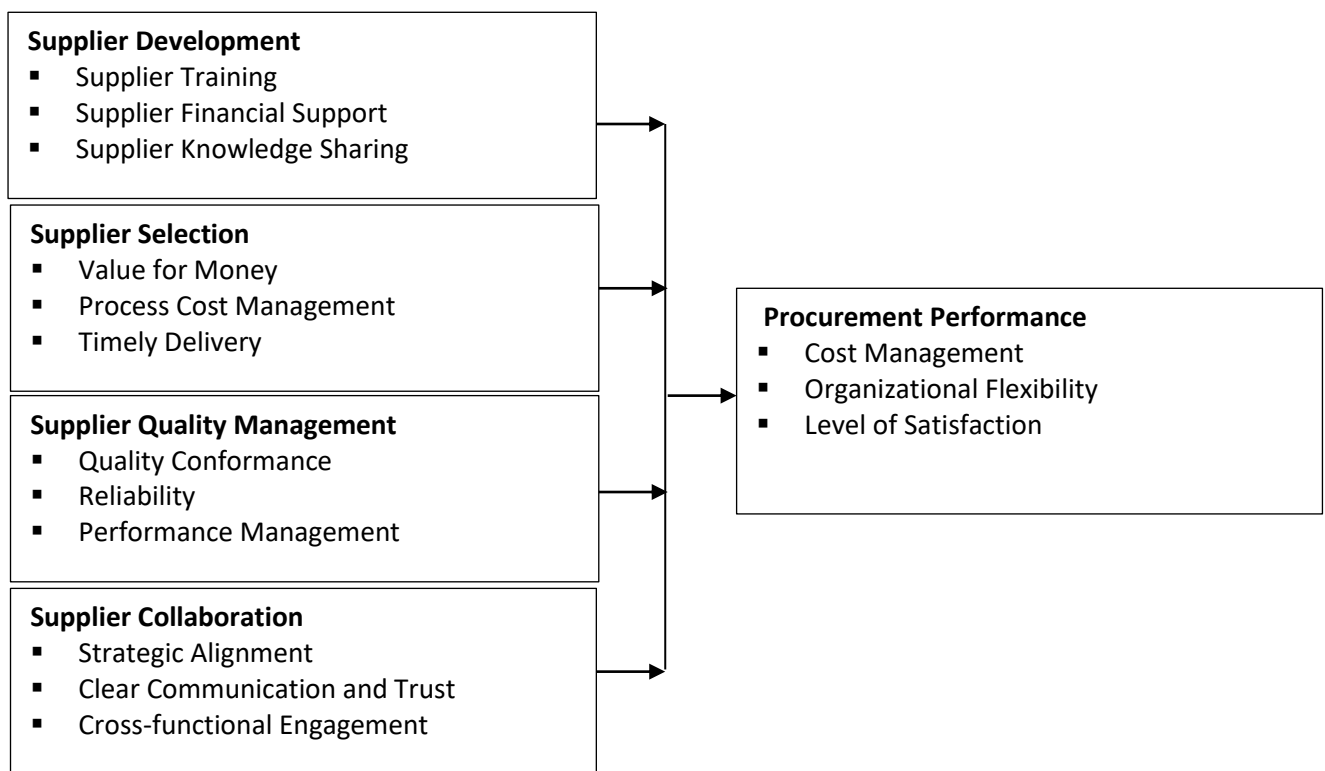 Supplier Development
▪ Supplier Training
▪ Supplier Financial Support
▪ Supplier Knowledge Sharing
Supplier Selection
▪ Value for Money
▪ Process Cost Management
▪ Timely Delivery
Supplier Quality Management
▪ Quality Conformance
▪ Reliability
▪ Performance Management
Supplier Collaboration
▪ Strategic Alignment
▪ Clear Communication and Trust
▪ Cross-functional Engagement
Procurement Performance
▪ Cost Management
▪ Organizational Flexibility
▪ Level of Satisfaction